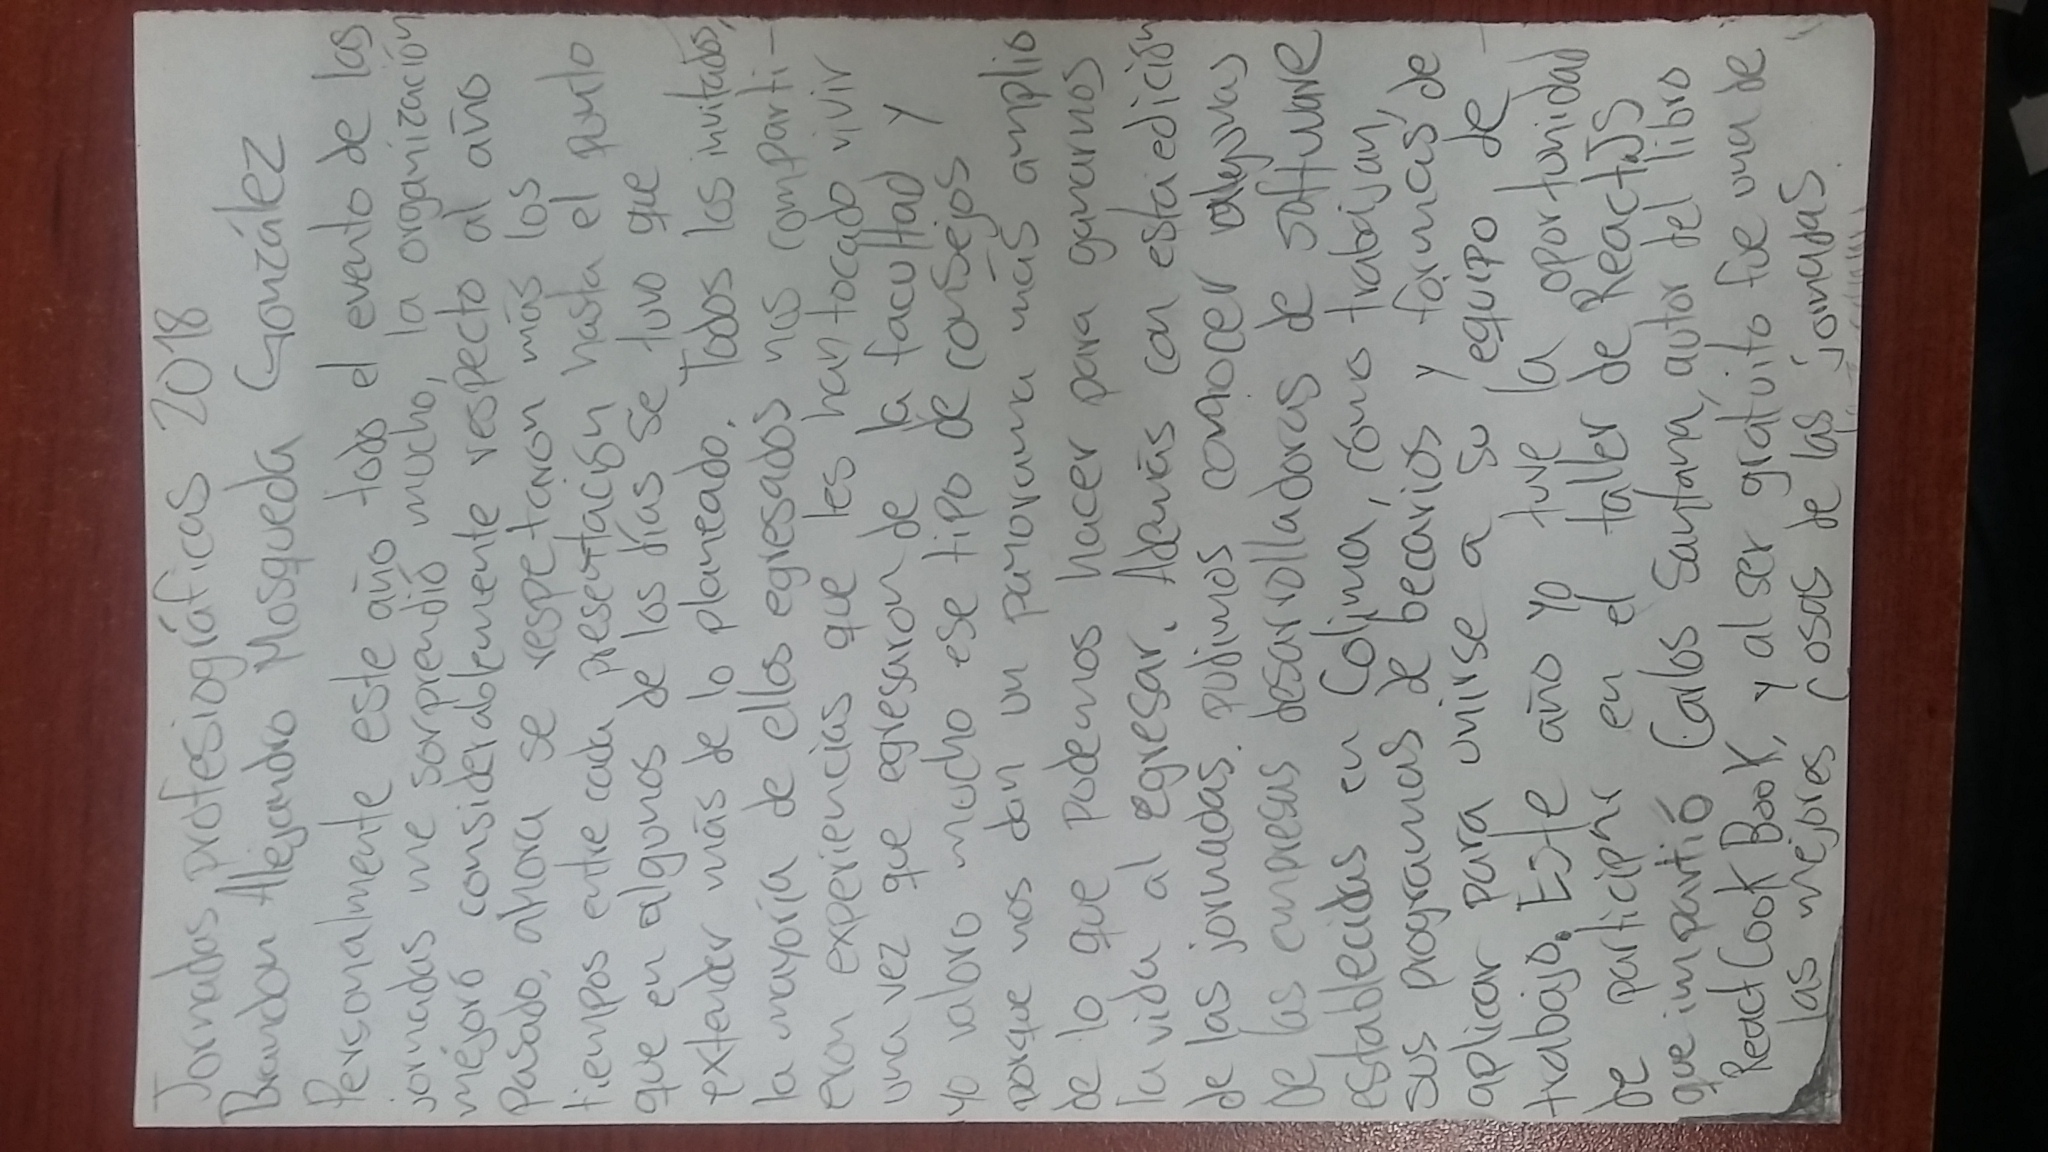 Jornadas profesiográficas 2018
Brandon Alejandro Mosqueda González
Personalmente este año todo el evento de las
jornadas me sorprendió mucho, la organización
mejoró considerablemente respecto al año
pasado, ahora se respetaron más los
tiempos entre cada presentación hasta el punto
que en algunos de los días se tuvo que
extender más de lo planeado. Todos los invitados,
la mayoría de ellos egresados nos comparti-
eron experiencias que les han tocado vivir
una vez que egresaron de la facultad y
yo valoro mucho ese tipo de consejos
porque nos dan un panorama más amplio
de lo que podemos hacer para ganarnos
la vida al egresar. Además con esta edición
de las jornadas pudimos conocer algunas
de las empresas desarrolladoras de software
establecidas en Colima, cómo trabajan,
sus programas de becarios y formas de
aplicar para unirse a su equipo de
trabajo. Este año yo tuve la oportunidad
de participar en el taller de ReactJS
que impartió Carlos Santana, autor del libro
React Cook Book, y al ser gratuito fue una de
las mejores cosas de las jornadas.